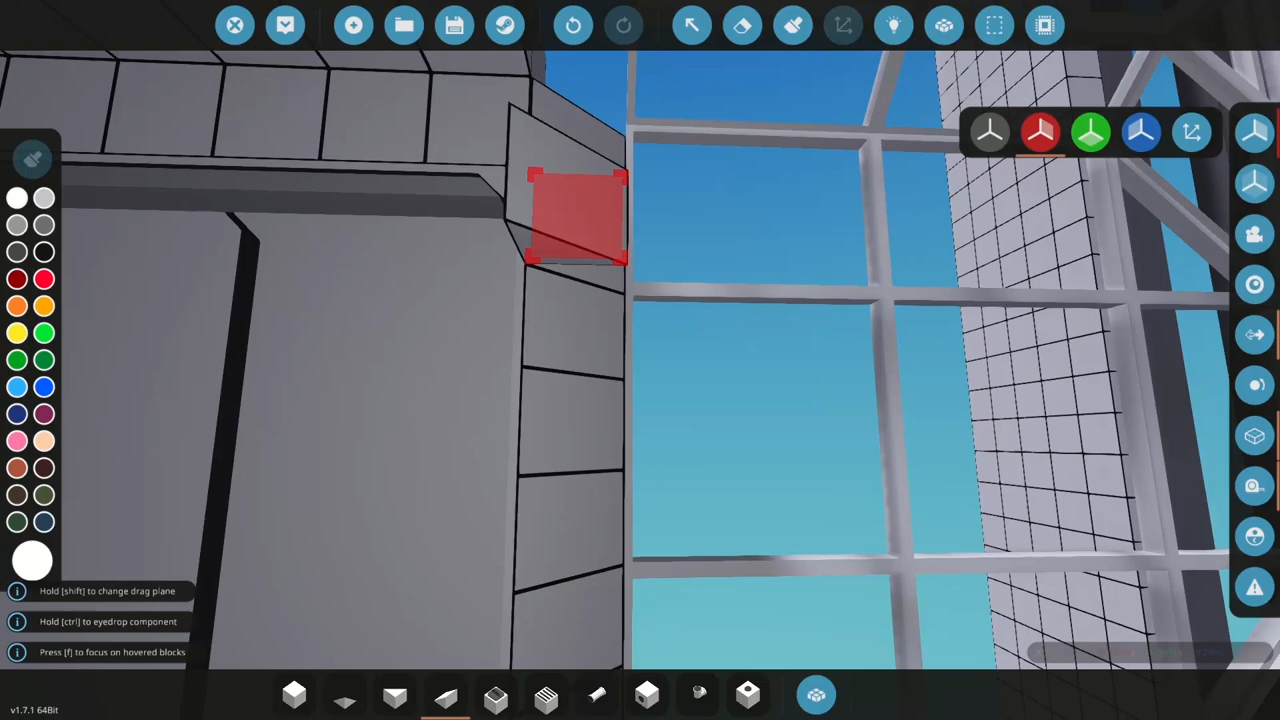 Hold [shift] to change drag plane
Hold [ctrl] to eyedrop component
Press [f] to focus on hovered blocks
v1.7.1 64Bit